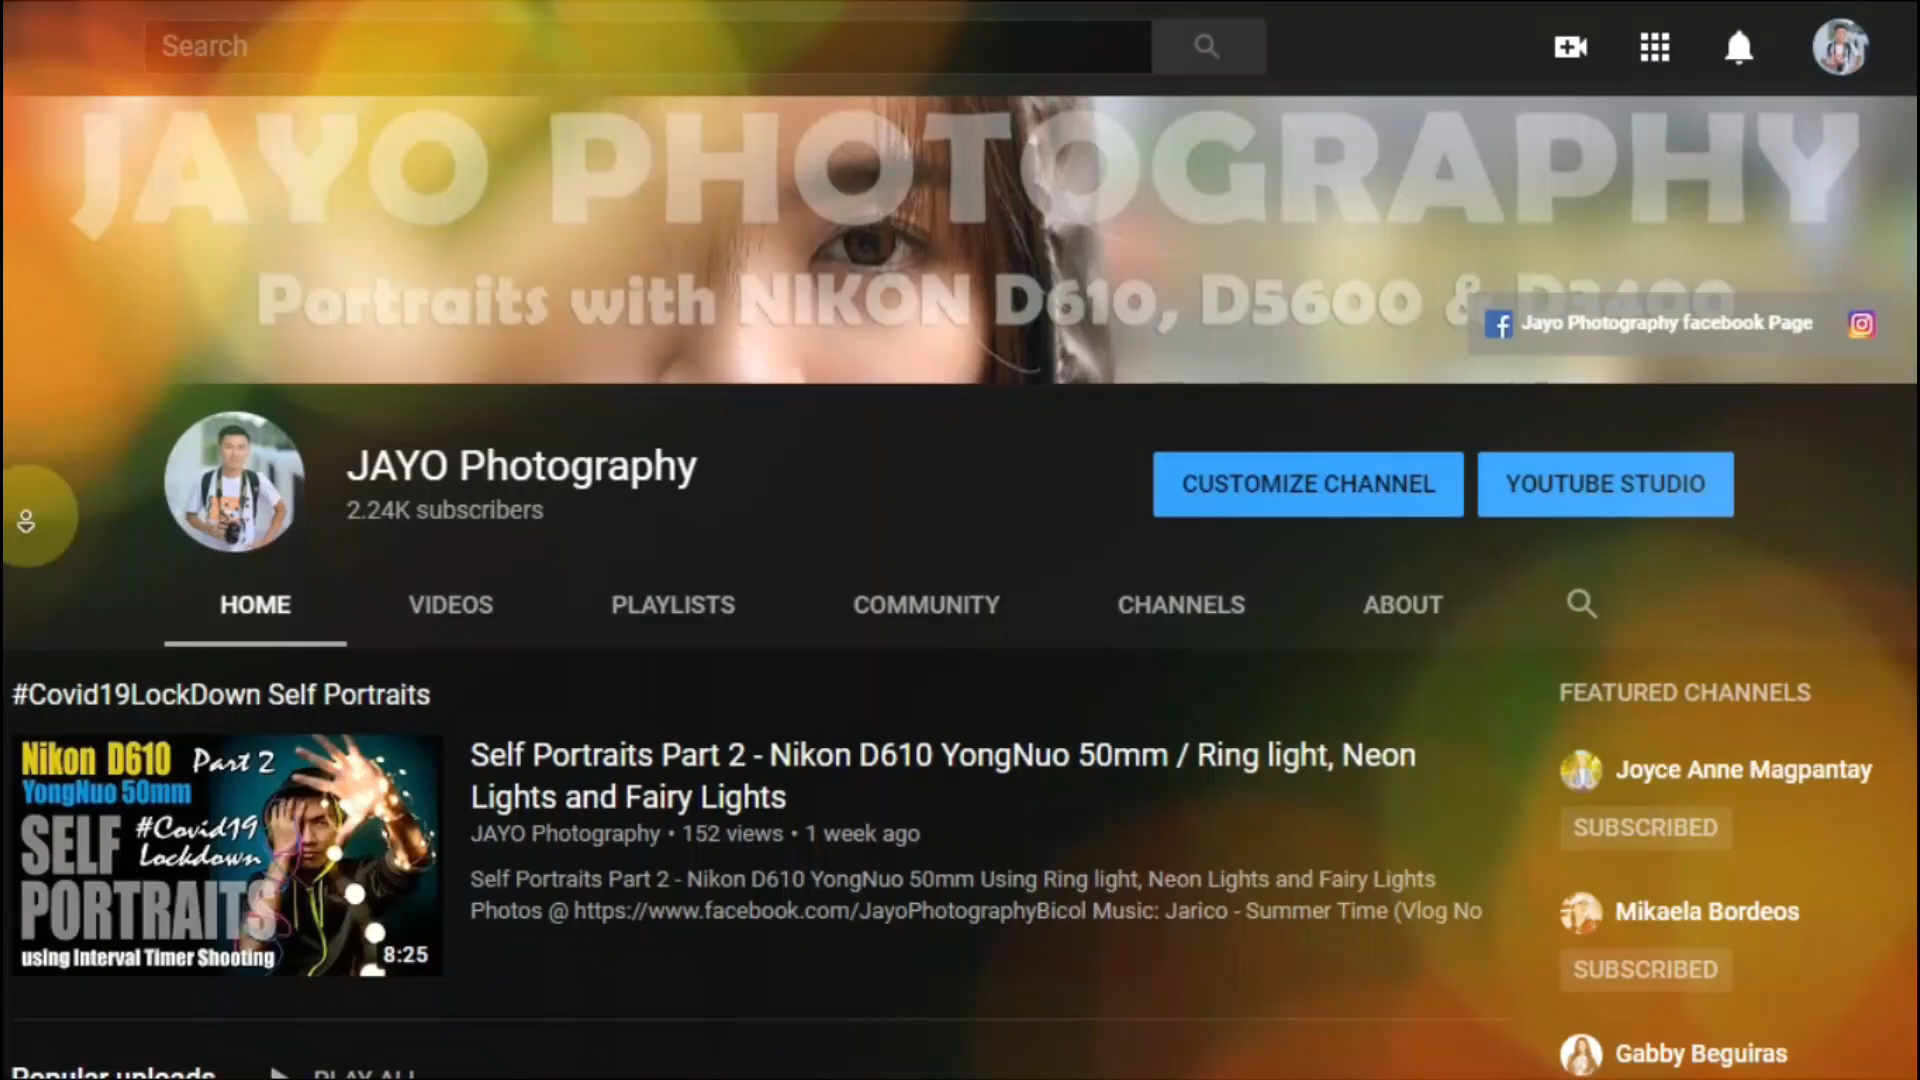 Search
JAYO PHOTOGRAPHY
Portraits with NIKON D610, D5600 & D3400
Jayo Photography facebook Page
JAYO Photography
2.24K subscribers
CUSTOMIZE CHANNEL
YOUTUBE STUDIO
HOME
VIDEOS
PLAYLISTS
COMMUNITY
CHANNELS
ABOUT
#Covid19LockDown Self Portraits
Nikon D610 Part 2
YongNuo 50mm
#Covid19
Lockdown
SELF
PORTRAITS
using Interval Timer Shooting
8:25
Self Portraits Part 2 - Nikon D610 YongNuo 50mm / Ring light, Neon
Lights and Fairy Lights
JAYO Photography • 152 views • 1 week ago
Self Portraits Part 2 - Nikon D610 YongNuo 50mm Using Ring light, Neon Lights and Fairy Lights
Photos @ https://www.facebook.com/JayoPhotographyBicol Music: Jarico - Summer Time (Vlog No
FEATURED CHANNELS
Joyce Anne Magpantay
SUBSCRIBED
Mikaela Bordeos
SUBSCRIBED
Gabby Beguiras
Popular uploads
PLAY ALL